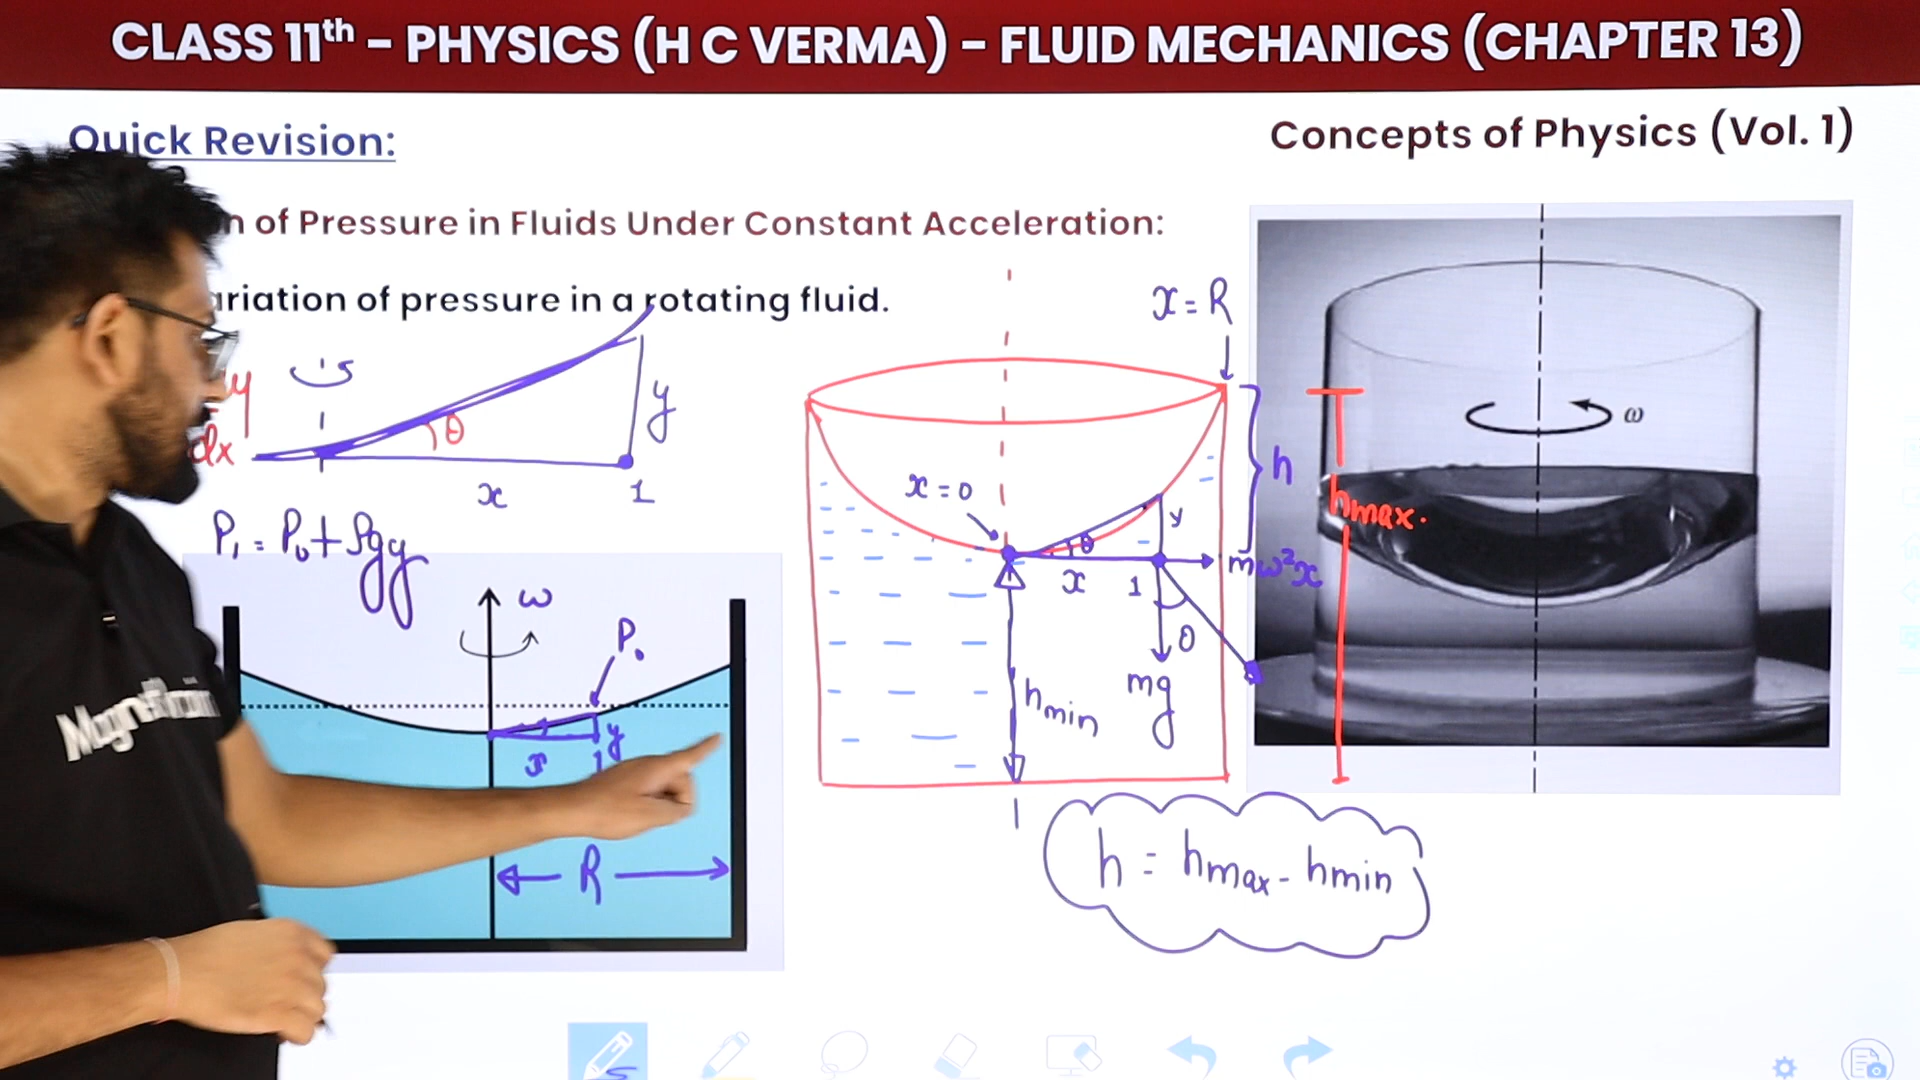 CLASS 11th - PHYSICS (H C VERMA) - FLUID MECHANICS (CHAPTER 13)
Quick Revision:
Concepts of Physics (Vol. 1)
n of Pressure in Fluids Under Constant Acceleration:
ariation of pressure in a rotating fluid.
x = R
y
dx
θ
y
x
1
P₁ = P₀ + ρgy
x = 0
h
y
θ
x
1
mω²x
θ
mg
hmin
hmax.
ω
ω
P₀
y
x
1
R
h = hmax - hmin